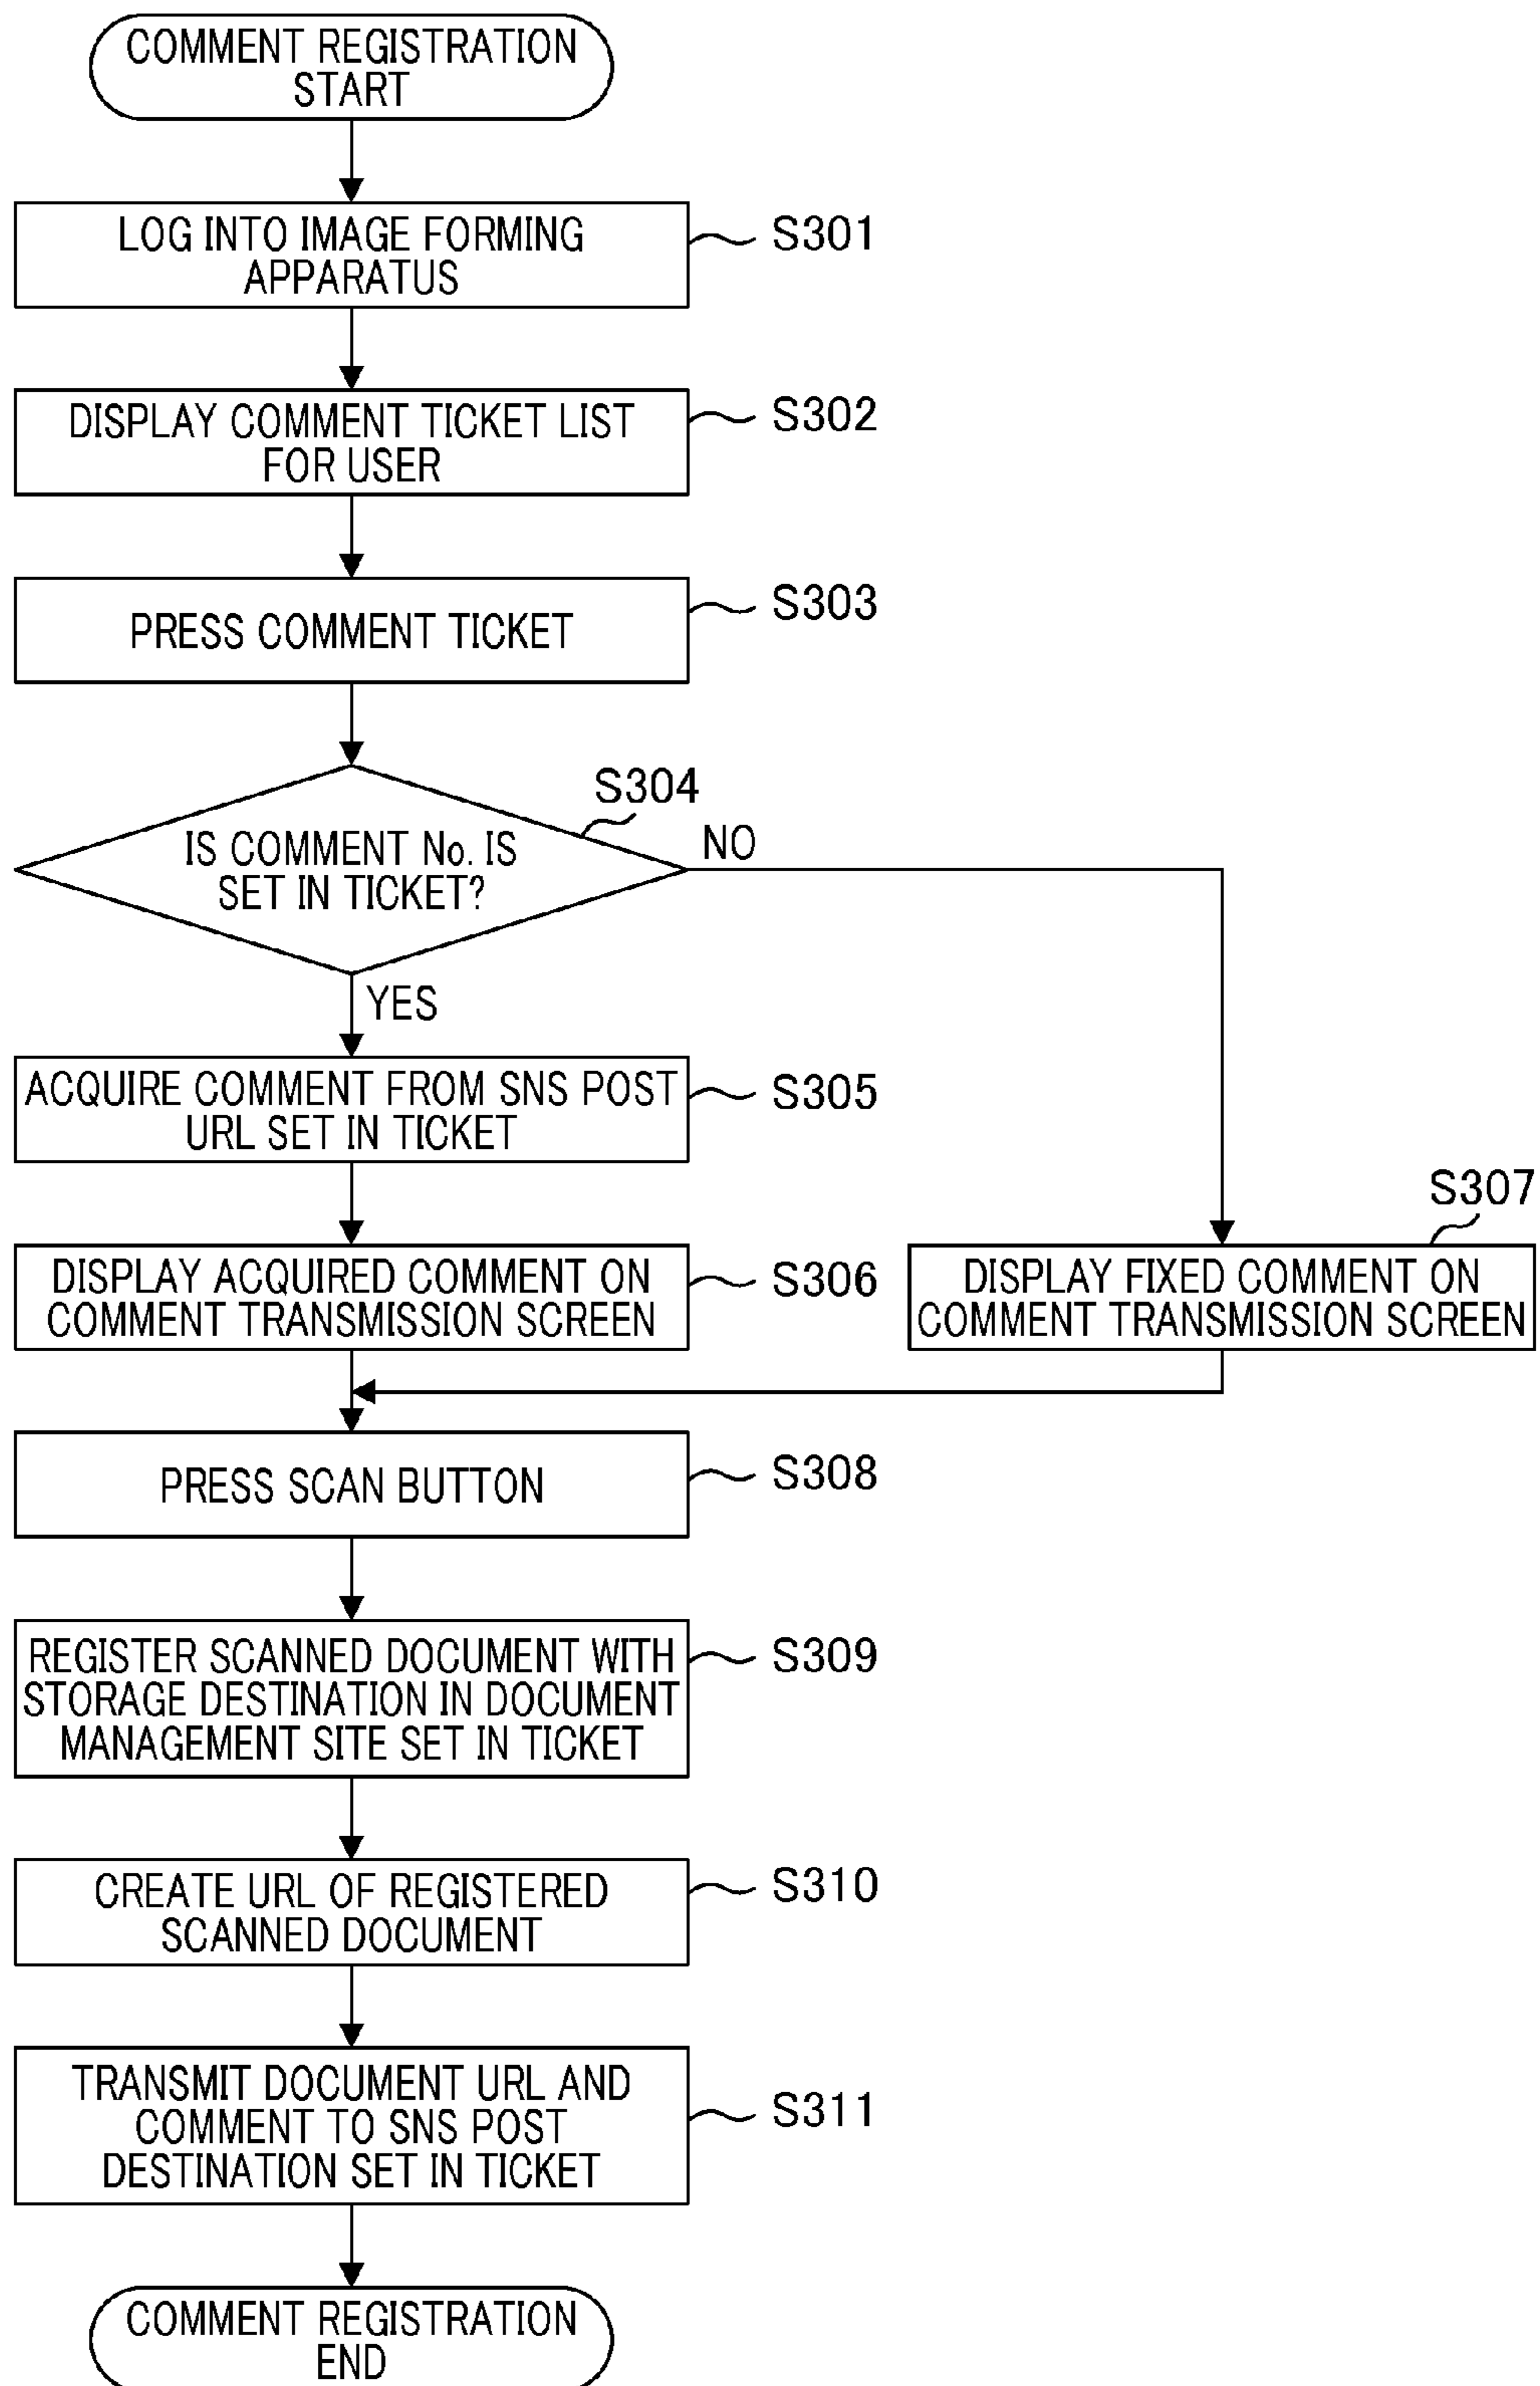 COMMENT REGISTRATION
START
LOG INTO IMAGE FORMING
APPARATUS
S301
DISPLAY COMMENT TICKET LIST
FOR USER
S302
PRESS COMMENT TICKET
S303
S304
IS COMMENT No. IS
SET IN TICKET?
NO
YES
ACQUIRE COMMENT FROM SNS POST
URL SET IN TICKET
S305
DISPLAY ACQUIRED COMMENT ON
COMMENT TRANSMISSION SCREEN
S306
S307
DISPLAY FIXED COMMENT ON
COMMENT TRANSMISSION SCREEN
PRESS SCAN BUTTON
S308
REGISTER SCANNED DOCUMENT WITH
STORAGE DESTINATION IN DOCUMENT
MANAGEMENT SITE SET IN TICKET
S309
CREATE URL OF REGISTERED
SCANNED DOCUMENT
S310
TRANSMIT DOCUMENT URL AND
COMMENT TO SNS POST
DESTINATION SET IN TICKET
S311
COMMENT REGISTRATION
END